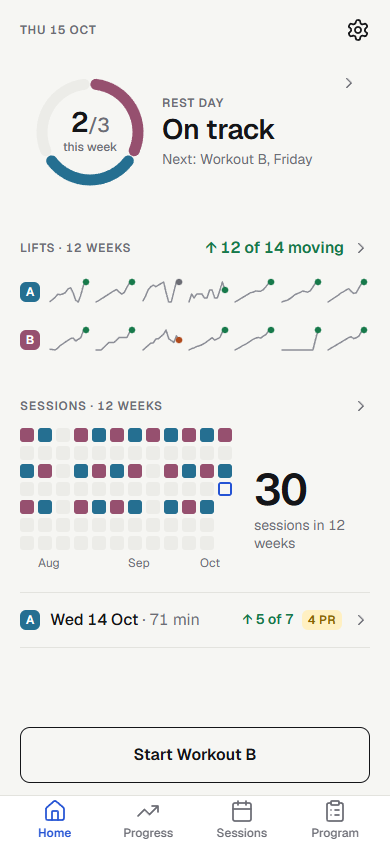 THU 15 OCT
2/3
this week
REST DAY
On track
Next: Workout B, Friday
LIFTS · 12 WEEKS
↑ 12 of 14 moving
A
B
SESSIONS · 12 WEEKS
30
sessions in 12
weeks
Aug Sep Oct
A Wed 14 Oct · 71 min ↑ 5 of 7 4 PR
Start Workout B
Home Progress Sessions Program